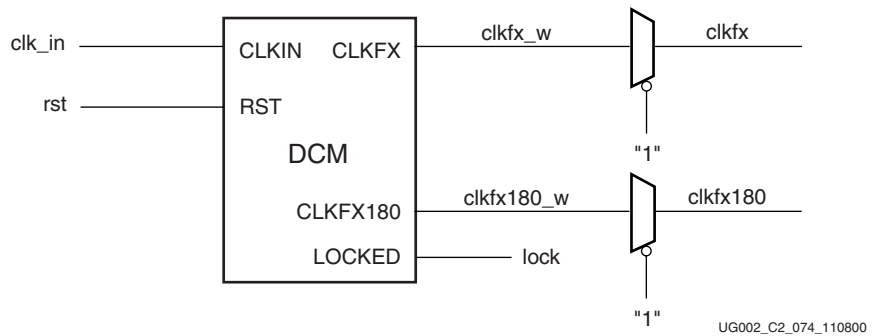 clk_in
CLKIN
CLKFX
clkfx_w
clkfx
rst
RST
"1"
DCM
CLKFX180
clkfx180_w
clkfx180
LOCKED
lock
"1"
UG002_C2_074_110800